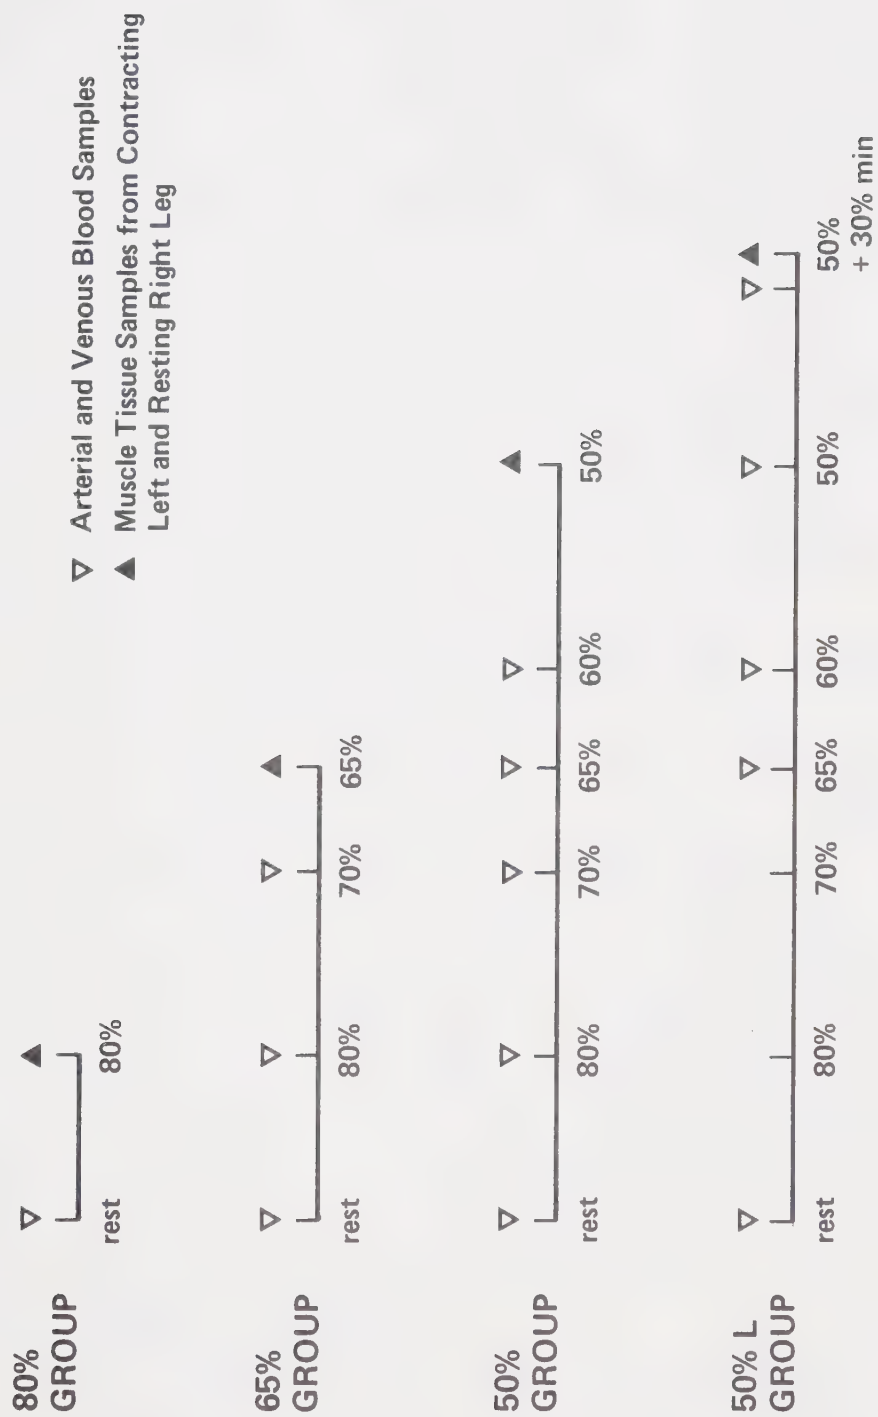 ▽ Arterial and Venous Blood Samples
▲ Muscle Tissue Samples from Contracting
Left and Resting Right Leg
80%
GROUP
rest
80%
65%
GROUP
rest
80%
70%
65%
50%
GROUP
rest
80%
70%
65%
60%
50%
50% L
GROUP
rest
80%
70%
65%
60%
50%
50%
+ 30% min